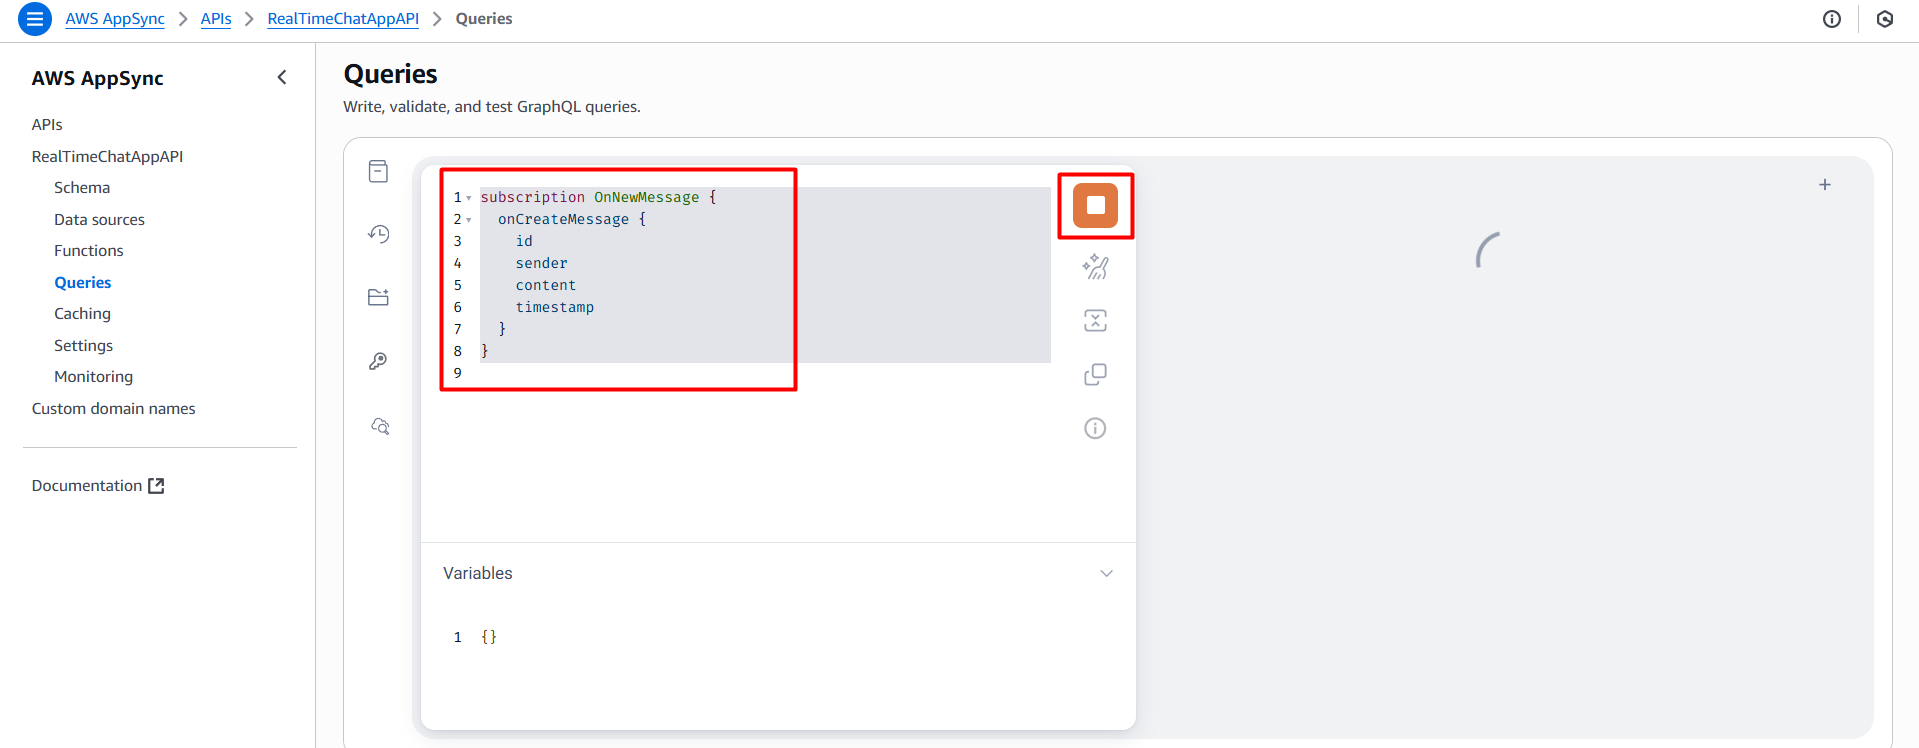 AWS AppSync > APIs > RealTimeChatAppAPI > Queries
AWS AppSync
APIs
RealTimeChatAppAPI
Schema
Data sources
Functions
Queries
Caching
Settings
Monitoring
Custom domain names
Documentation
Queries
Write, validate, and test GraphQL queries.
1 subscription OnNewMessage {
2 onCreateMessage {
3 id
4 sender
5 content
6 timestamp
7 }
8 }
9
Variables
1 {}